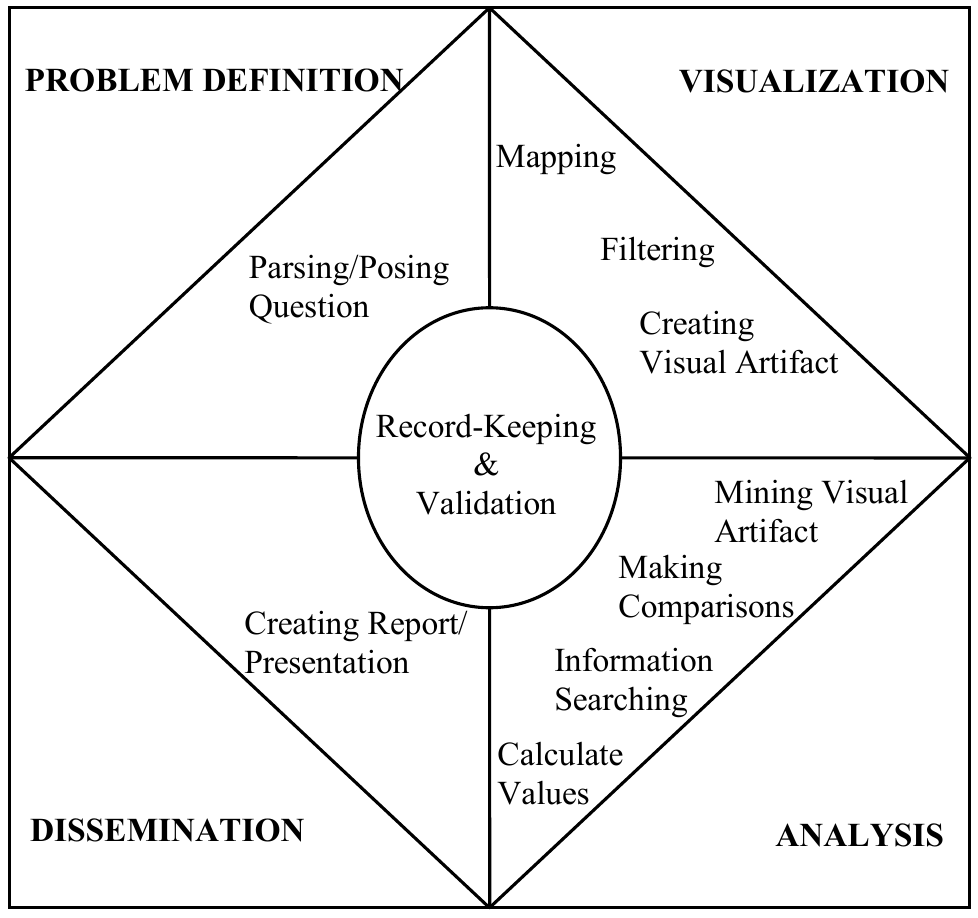 PROBLEM DEFINITION
VISUALIZATION
Mapping
Filtering
Parsing/Posing
Question
Creating
Visual Artifact
Record-Keeping
&
Validation
Mining Visual
Artifact
Making
Comparisons
Creating Report/
Presentation
Information
Searching
Calculate
Values
DISSEMINATION
ANALYSIS